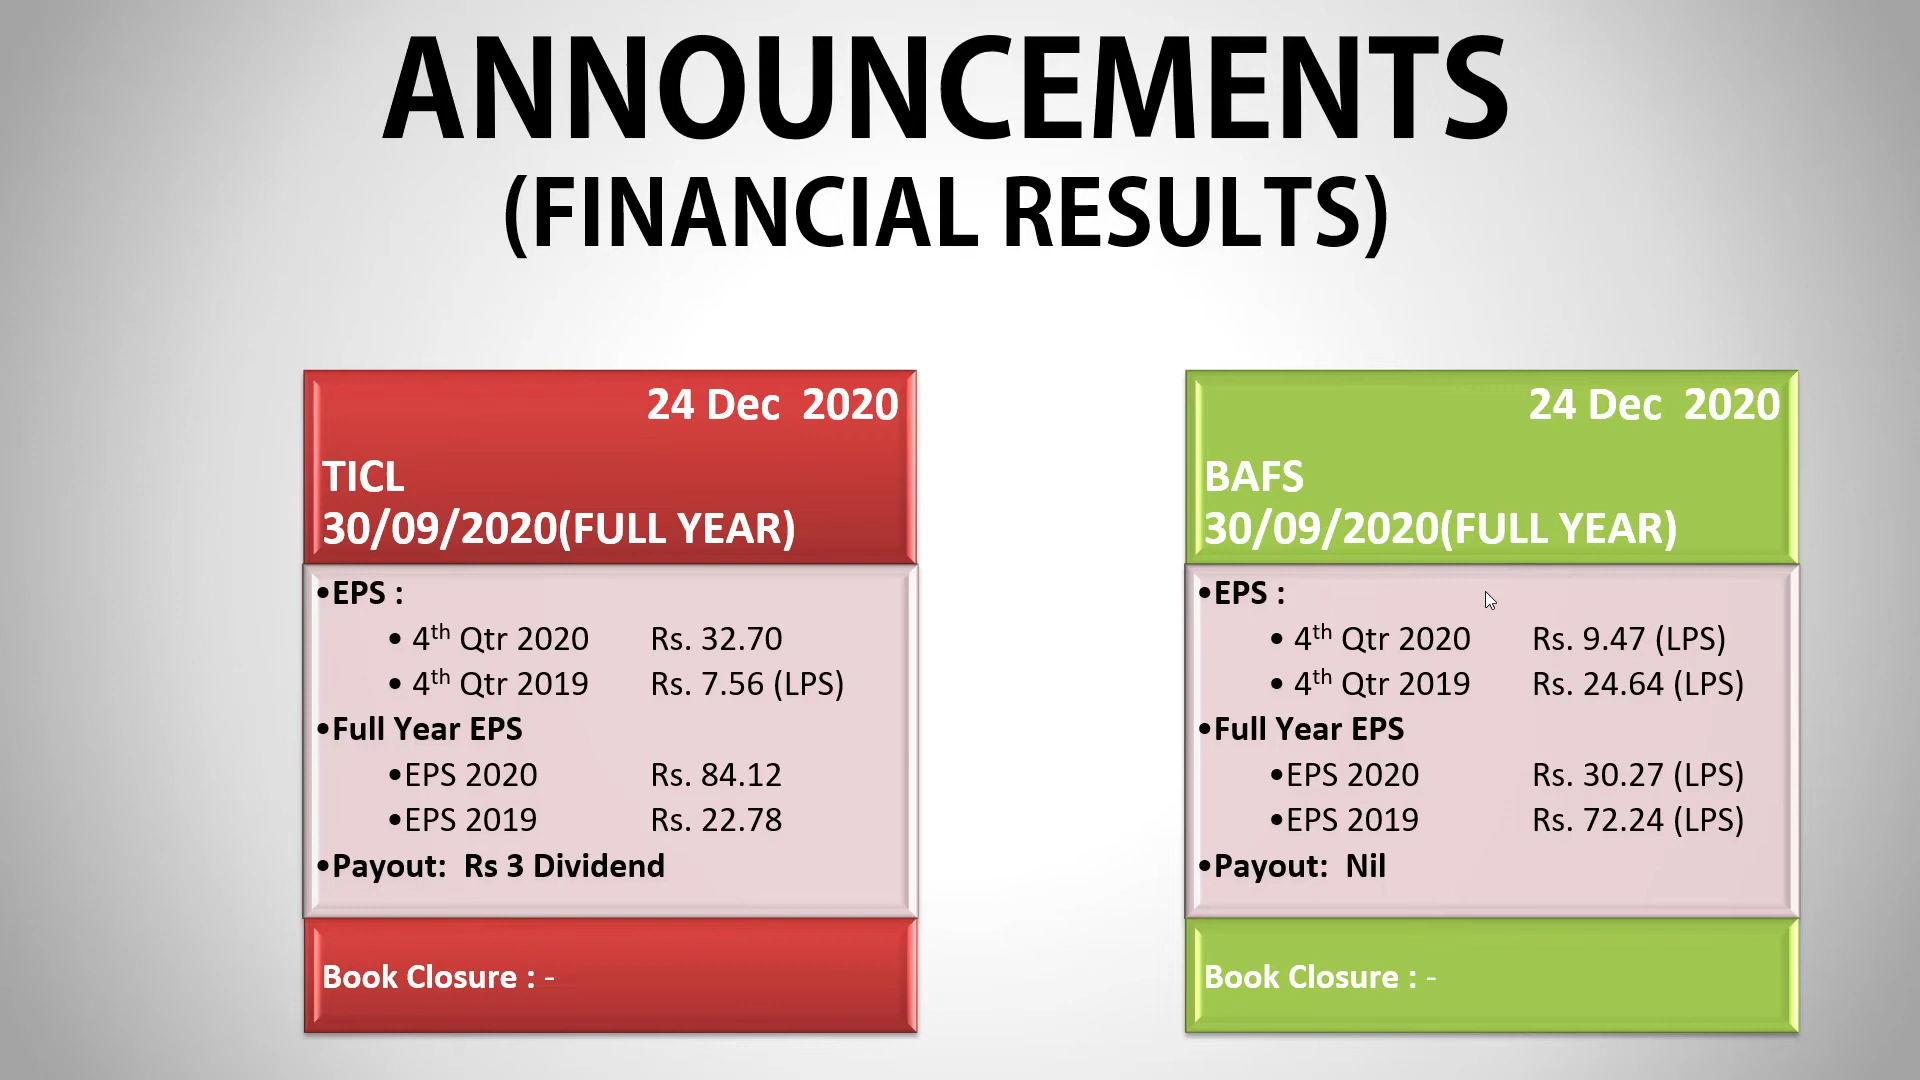 ANNOUNCEMENTS
(FINANCIAL RESULTS)
24 Dec  2020
TICL
30/09/2020(FULL YEAR)
•EPS :
• 4th Qtr 2020 Rs. 32.70
• 4th Qtr 2019 Rs. 7.56 (LPS)
•Full Year EPS
•EPS 2020 Rs. 84.12
•EPS 2019 Rs. 22.78
•Payout:  Rs 3 Dividend
Book Closure : -
24 Dec  2020
BAFS
30/09/2020(FULL YEAR)
•EPS :
• 4th Qtr 2020 Rs. 9.47 (LPS)
• 4th Qtr 2019 Rs. 24.64 (LPS)
•Full Year EPS
•EPS 2020 Rs. 30.27 (LPS)
•EPS 2019 Rs. 72.24 (LPS)
•Payout:  Nil
Book Closure : -